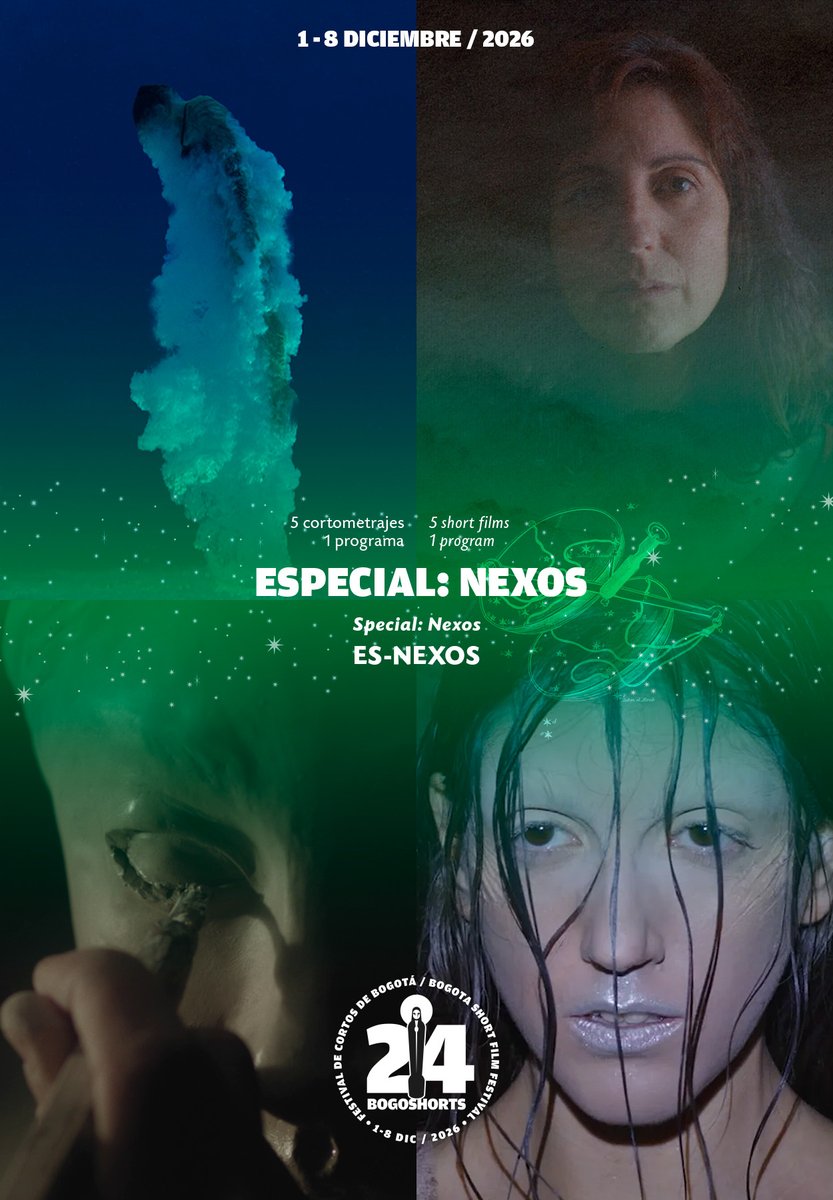 1 - 8 DICIEMBRE / 2026
5 cortometrajes
1 programa
5 short films
1 program
ESPECIAL: NEXOS
Special: Nexos
ES-NEXOS
FESTIVAL DE CORTOS DE BOGOTÁ / BOGOTA SHORT FILM FESTIVAL
24
BOGOSHORTS
• 1-8 DIC / 2026 •